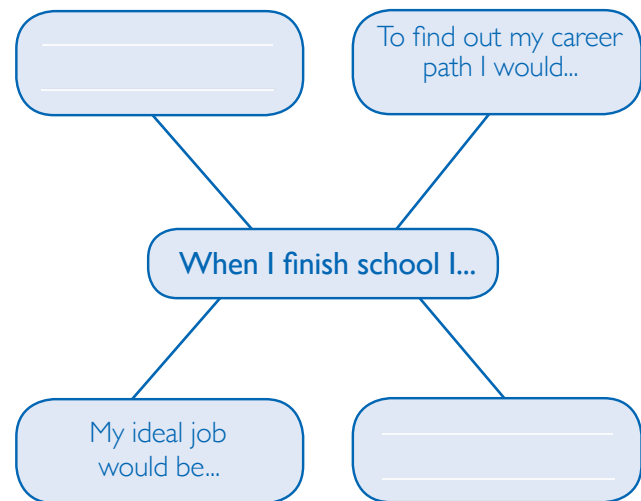 To find out my career
path I would...
When I finish school I...
My ideal job
would be...